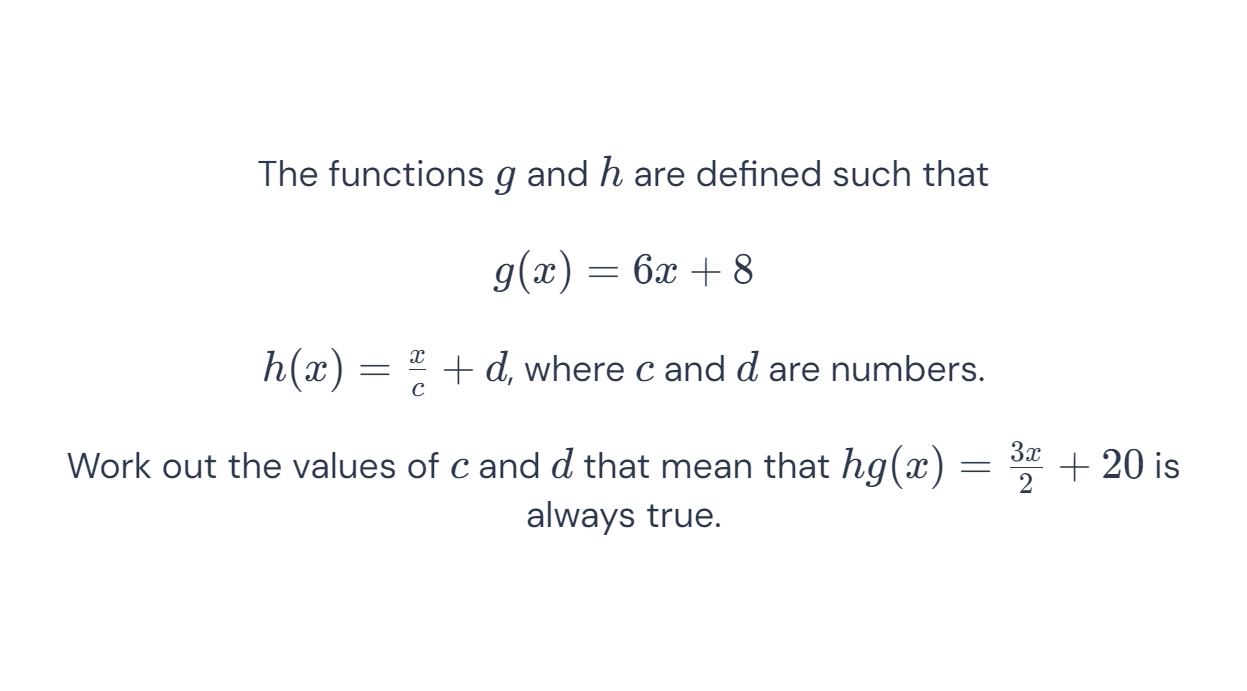 The functions g and h are defined such that
g(x) = 6x + 8
h(x) = \frac{x}{c} + d, where c and d are numbers.
Work out the values of c and d that mean that hg(x) = \frac{3x}{2} + 20 is
always true.